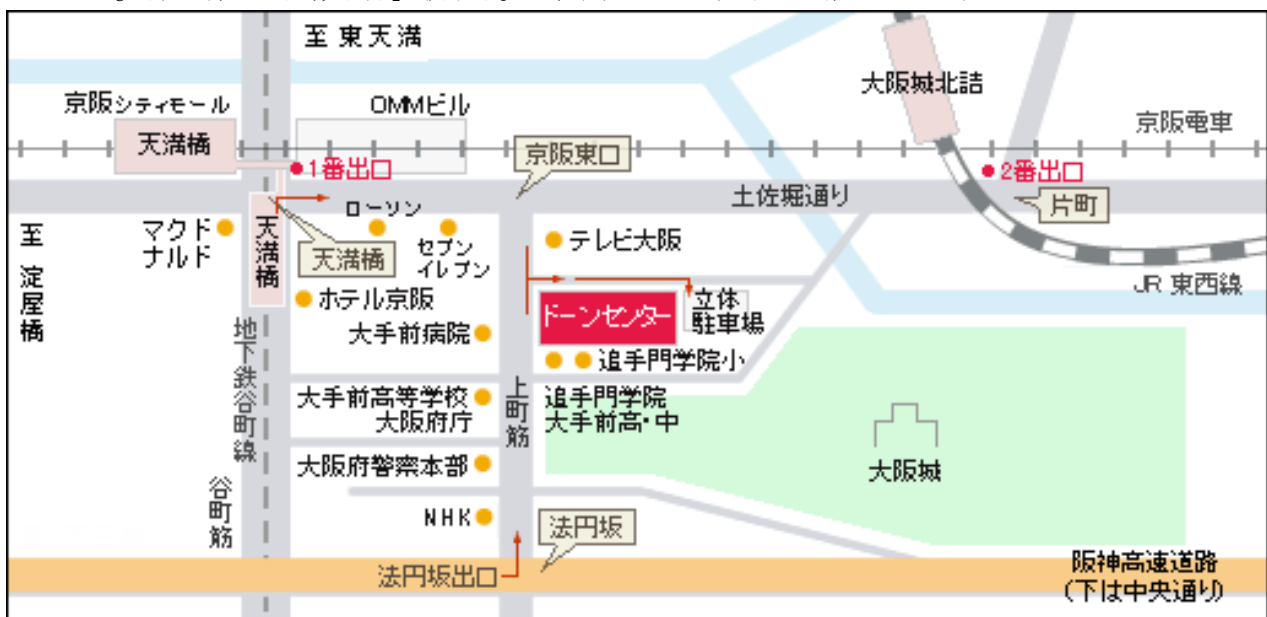 至 東天満
大阪城北詰
京阪シティモール
OMMビル
京阪電車
天満橋
京阪東口
1番出口
2番出口
土佐堀通り
片町
ローソン
至 淀屋橋
マクド
ナルド
天満橋
セブン
イレブン
テレビ大阪
天満橋
JR 東西線
ホテル京阪
ドーンセンター
立体
駐車場
大手前病院
地下鉄谷町線
追手門学院小
上町筋
大手前高等学校
大阪府庁
追手門学院
大手前高・中
大阪府警察本部
大阪城
谷町筋
NHK
法円坂
法円坂出口
阪神高速道路
(下は中央通り)